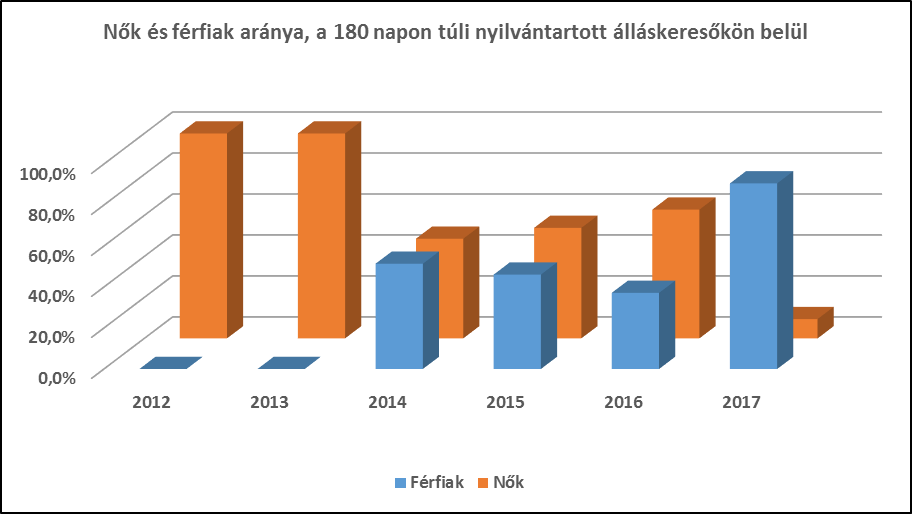 Nők és férfiak aránya, a 180 napon túli nyilvántartott álláskeresőkön belül
100,0%
80,0%
60,0%
40,0%
20,0%
0,0%
2012 2013 2014 2015 2016 2017
Férfiak Nők